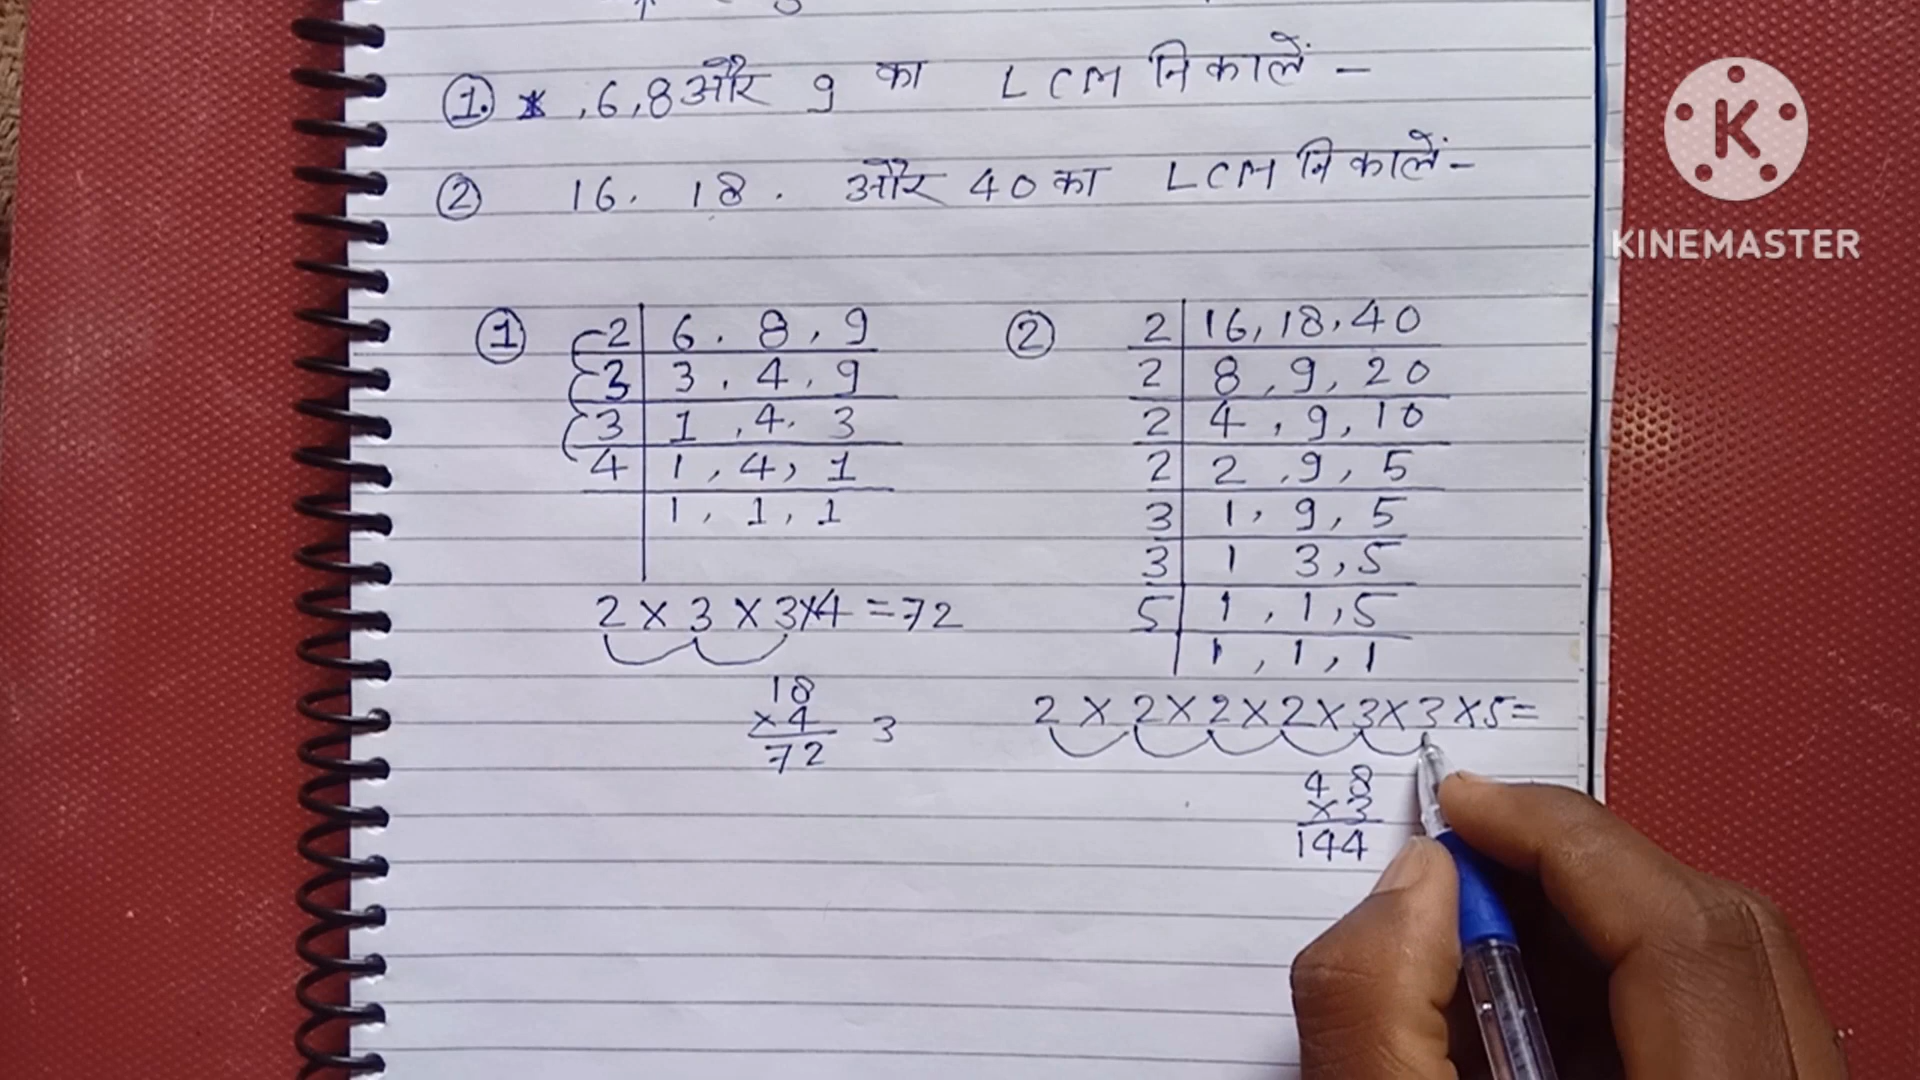 1. , 6, 8 और 9 का LCM निकालें -
2 16. 18. और 40 का LCM निकालें -
K
KINEMASTER
1
2 | 6. 8, 9
3 | 3, 4, 9
3 | 1, 4, 3
4 | 1, 4, 1
1, 1, 1
2 X 3 X 3 X 4 = 72
18
X 4
72
3
2
2 | 16, 18, 40
2 | 8, 9, 20
2 | 4, 9, 10
2 | 2, 9, 5
3 | 1, 9, 5
3 | 1 3, 5
5 | 1, 1, 5
1, 1, 1
2 X 2 X 2 X 2 X 3 X 3 X 5 =
48
X 3
144